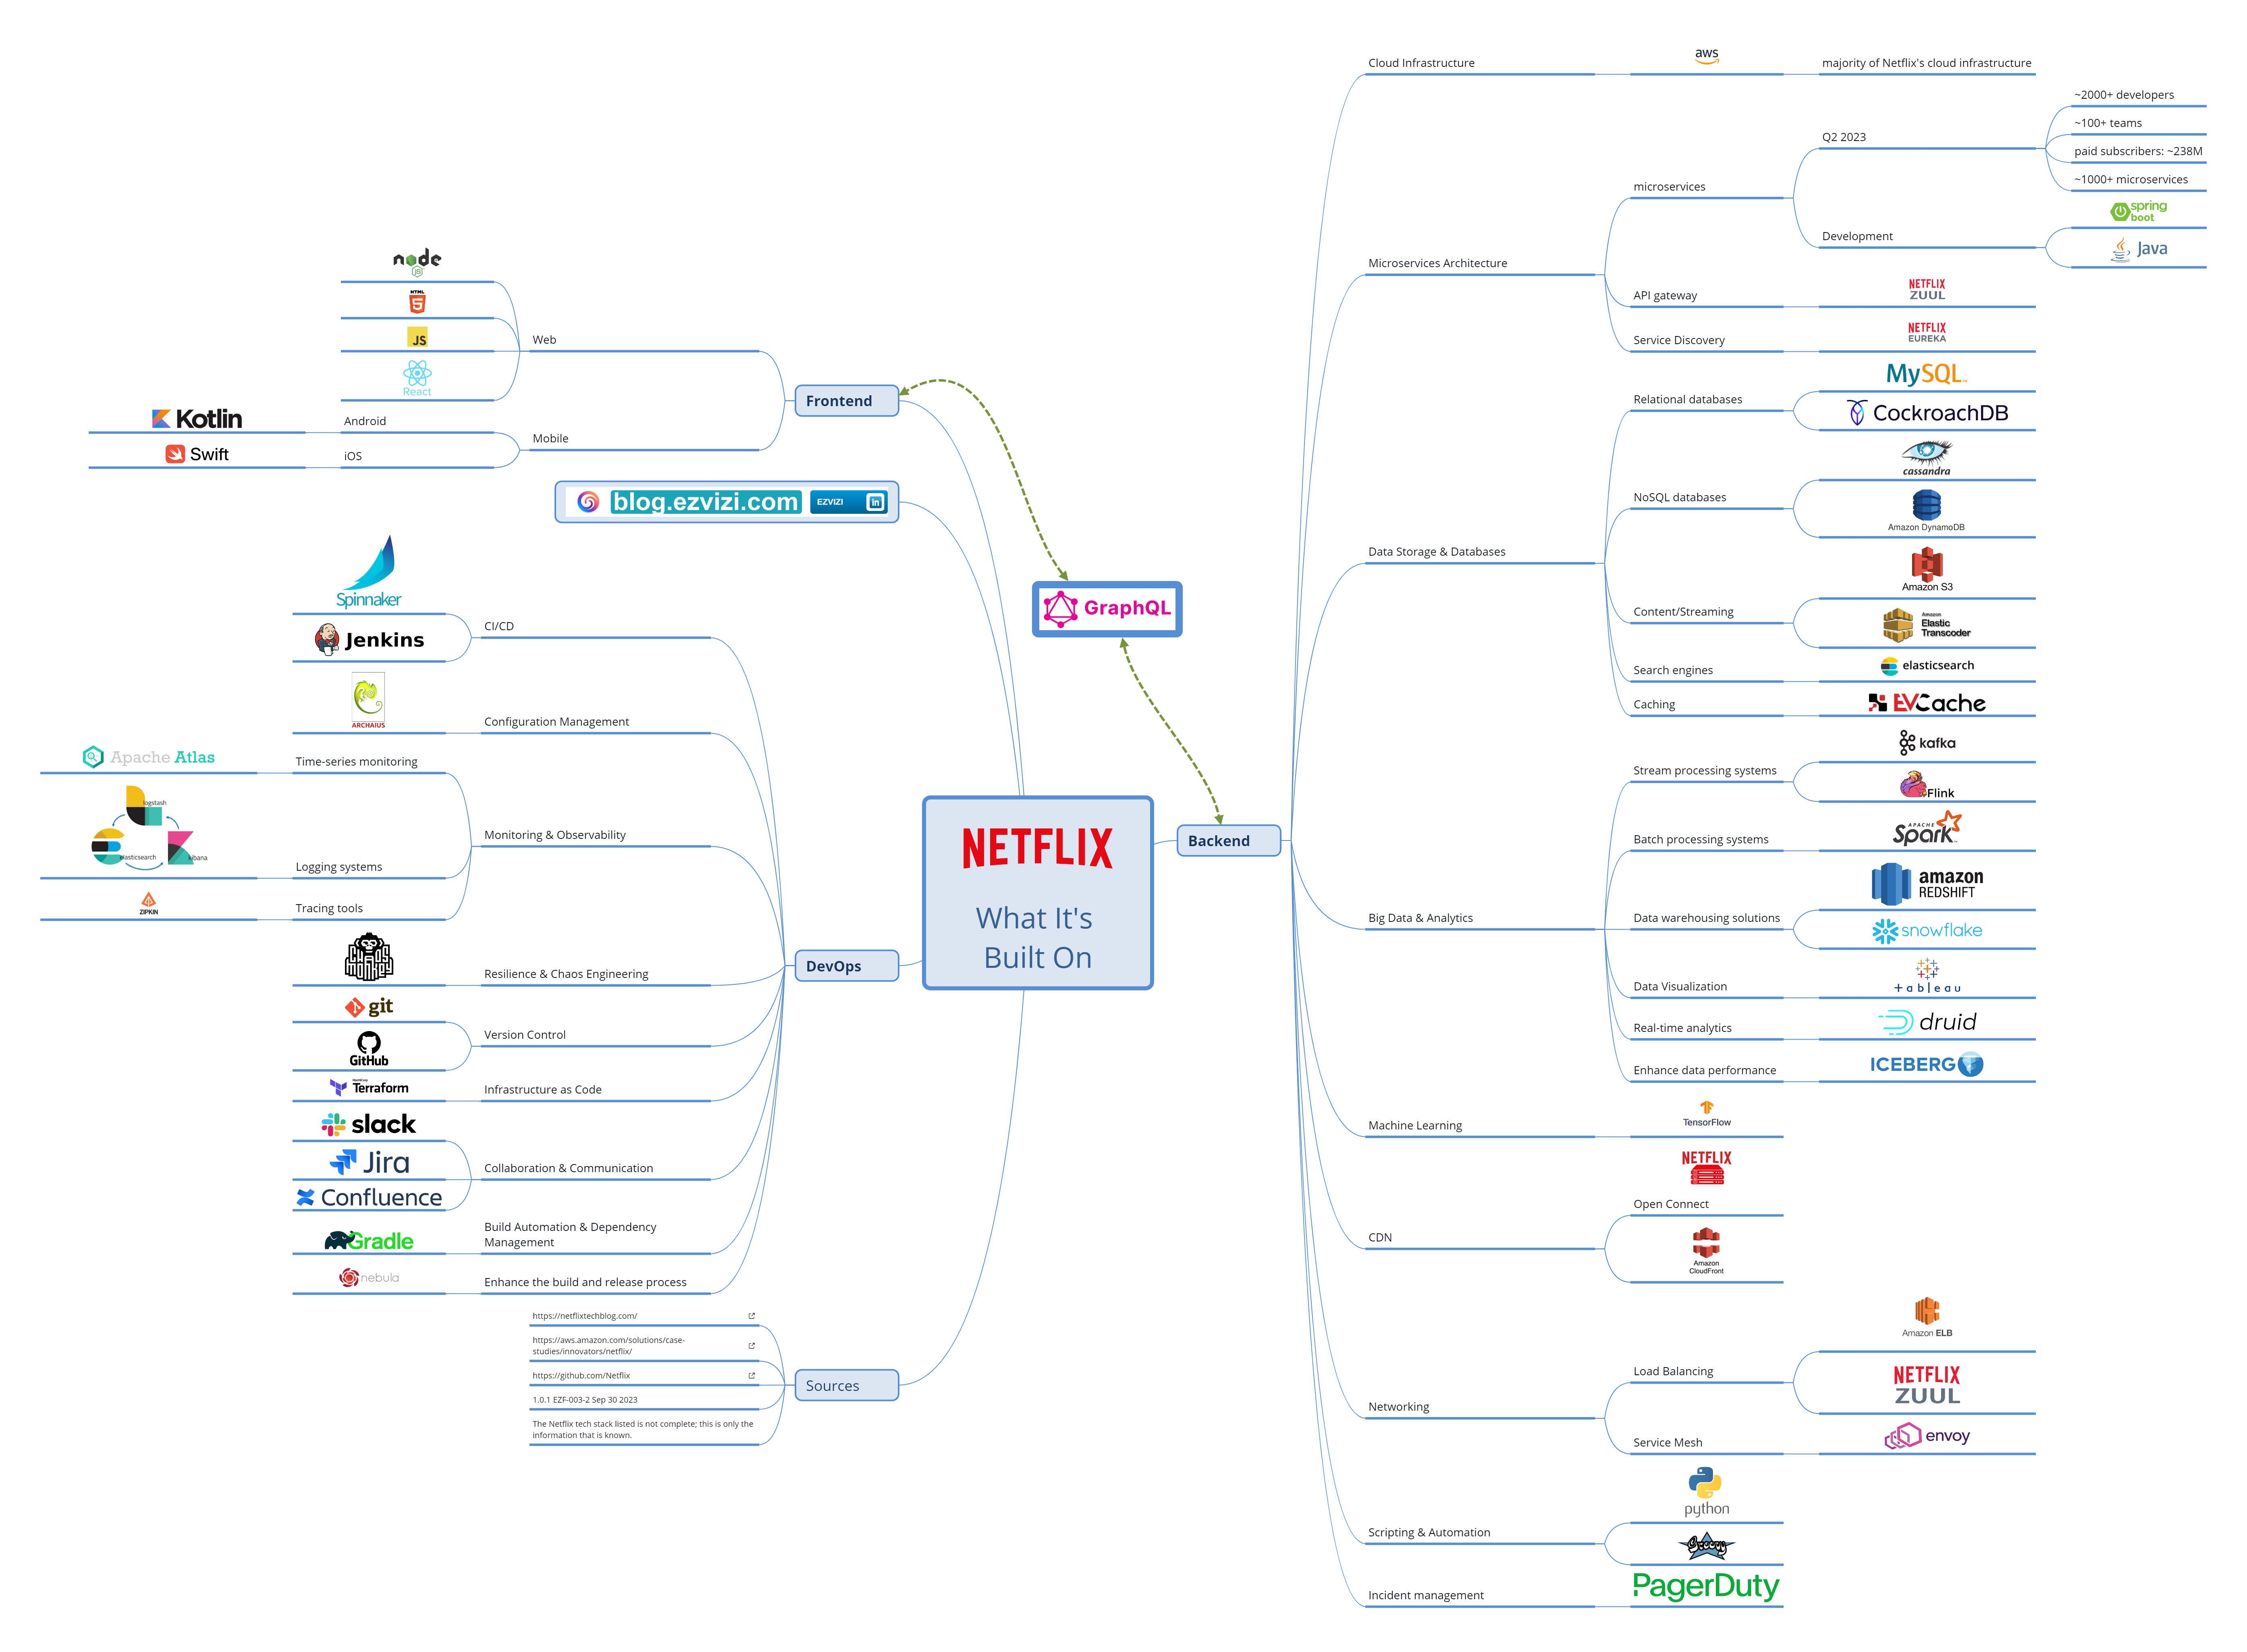 NETFLIX
What It's
Built On
Frontend
Web
node
JS
HTML
5
JS
React
Mobile
Android
Kotlin
iOS
Swift
blog.ezvizi.com
EZVIZI
in
GraphQL
DevOps
CI/CD
Spinnaker
Jenkins
Configuration Management
ARCHAIUS
Monitoring & Observability
Time-series monitoring
Apache Atlas
Logging systems
logstash
elasticsearch
kibana
Tracing tools
ZIPKIN
Resilience & Chaos Engineering
CHAOS
MONKEY
Version Control
git
GitHub
Infrastructure as Code
HashiCorp
Terraform
Collaboration & Communication
slack
Jira
Confluence
Build Automation & Dependency
Management
Gradle
Enhance the build and release process
nebula
Sources
https://netflixtechblog.com/
https://aws.amazon.com/solutions/case-
studies/innovators/netflix/
https://github.com/Netflix
1.0.1 EZF-003-2 Sep 30 2023
The Netflix tech stack listed is not complete; this is only the
information that is known.
Backend
Cloud Infrastructure
aws
majority of Netflix's cloud infrastructure
Microservices Architecture
microservices
Q2 2023
~2000+ developers
~100+ teams
paid subscribers: ~238M
~1000+ microservices
Development
spring
boot
Java
API gateway
NETFLIX
ZUUL
Service Discovery
NETFLIX
EUREKA
Data Storage & Databases
Relational databases
MySQL
CockroachDB
NoSQL databases
cassandra
Amazon DynamoDB
Content/Streaming
Amazon S3
Amazon
Elastic
Transcoder
Search engines
elasticsearch
Caching
EVCache
Big Data & Analytics
Stream processing systems
kafka
Flink
Batch processing systems
APACHE
Spark
Data warehousing solutions
amazon
REDSHIFT
snowflake
Data Visualization
+ableau
Real-time analytics
druid
Enhance data performance
ICEBERG
Machine Learning
TensorFlow
CDN
NETFLIX
Open Connect
Amazon
CloudFront
Networking
Load Balancing
Amazon ELB
NETFLIX
ZUUL
Service Mesh
envoy
Scripting & Automation
python
Groovy
Incident management
PagerDuty